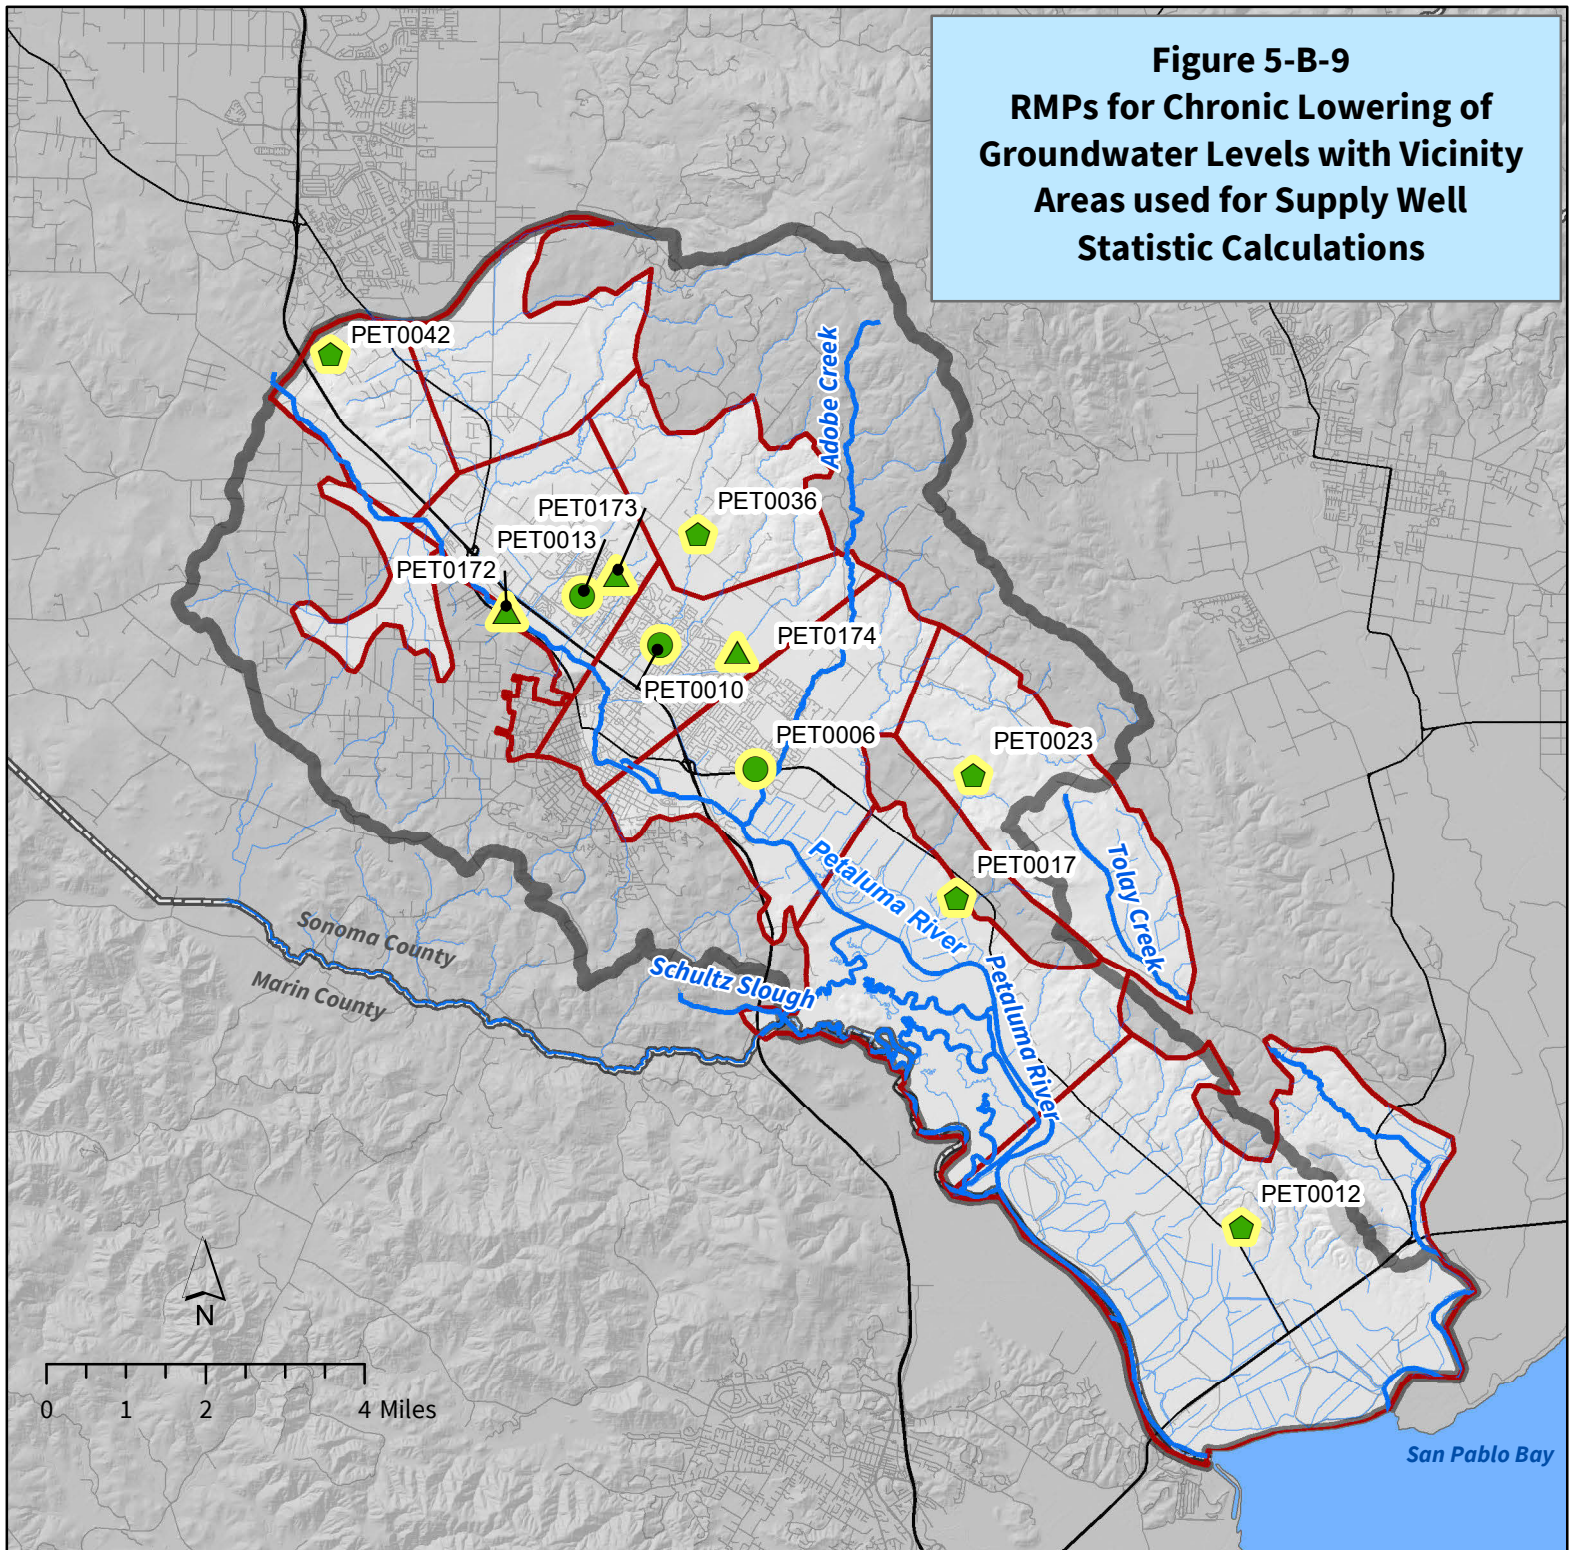 Figure 5-B-9
RMPs for Chronic Lowering of
Groundwater Levels with Vicinity
Areas used for Supply Well
Statistic Calculations
PET0042
Adobe Creek
PET0173
PET0036
PET0013
PET0172
PET0174
PET0010
PET0006
PET0023
PET0017
Tolay Creek
Petaluma River
Sonoma County
Marin County
Schultz Slough
Petaluma River
PET0012
N
0 1 2 4 Miles
San Pablo Bay